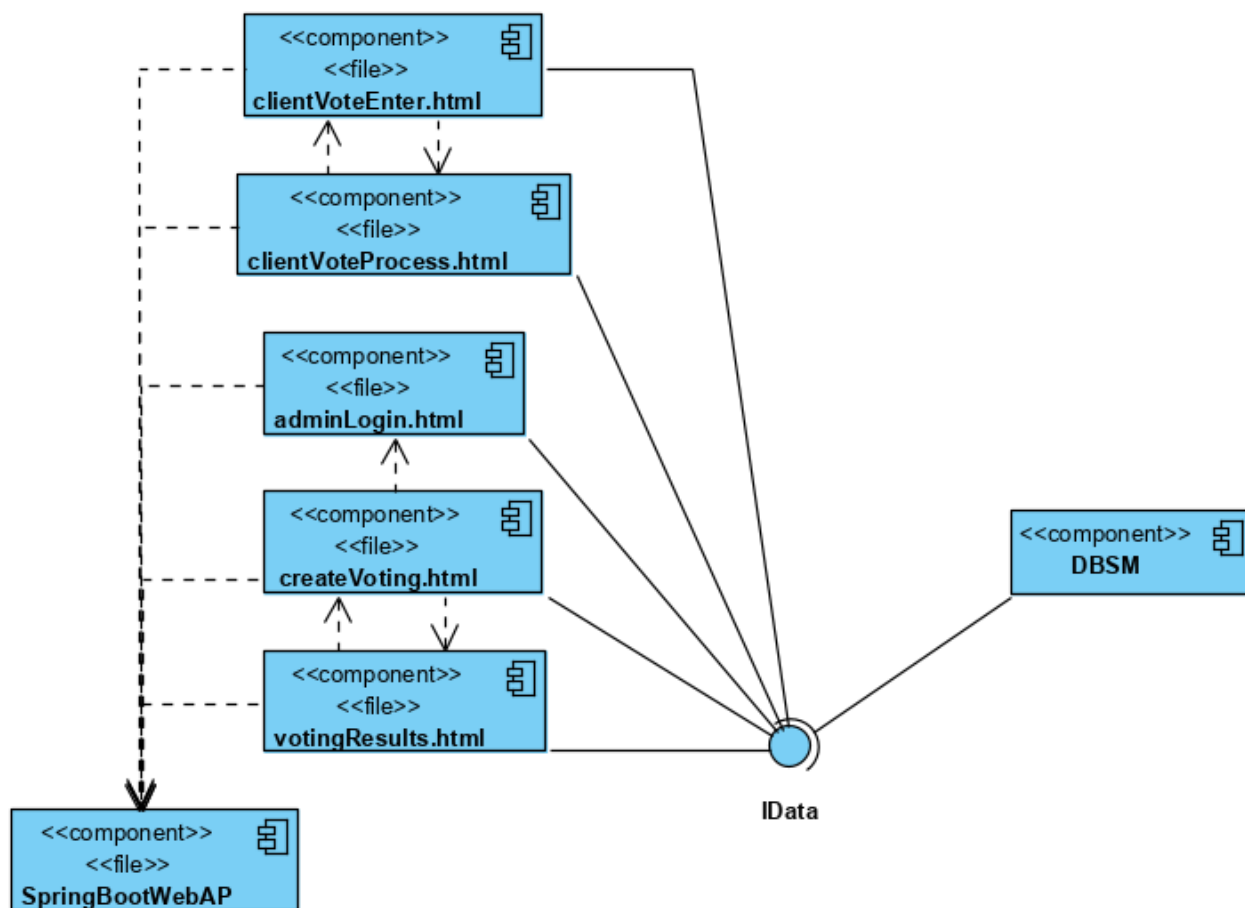 <<component>>
<<file>>
clientVoteEnter.html
<<component>>
<<file>>
clientVoteProcess.html
<<component>>
<<file>>
adminLogin.html
<<component>>
<<file>>
createVoting.html
<<component>>
DBSM
<<component>>
<<file>>
votingResults.html
IData
<<component>>
<<file>>
SpringBootWebAP